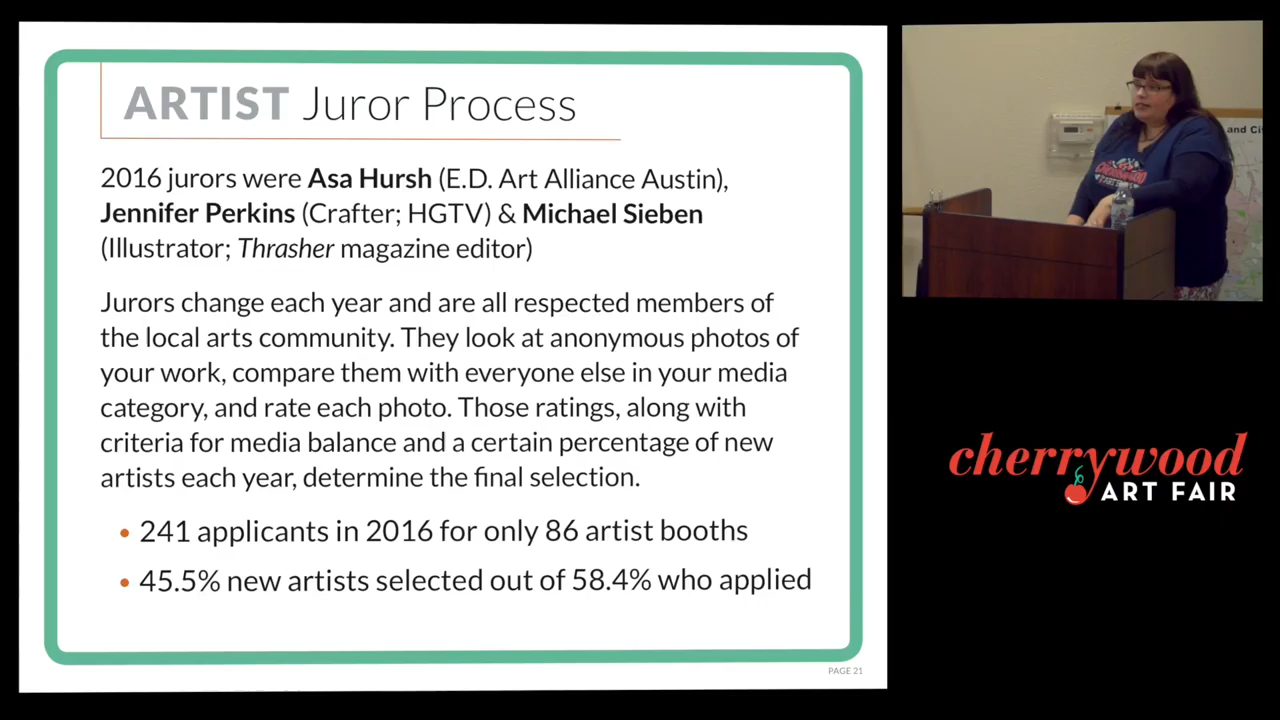 ARTIST Juror Process
2016 jurors were Asa Hursh (E.D. Art Alliance Austin),
Jennifer Perkins (Crafter; HGTV) & Michael Sieben
(Illustrator; Thrasher magazine editor)
Jurors change each year and are all respected members of
the local arts community. They look at anonymous photos of
your work, compare them with everyone else in your media
category, and rate each photo. Those ratings, along with
criteria for media balance and a certain percentage of new
artists each year, determine the final selection.
• 241 applicants in 2016 for only 86 artist booths
• 45.5% new artists selected out of 58.4% who applied
PAGE 21
and Cit
cherrywood
ART FAIR